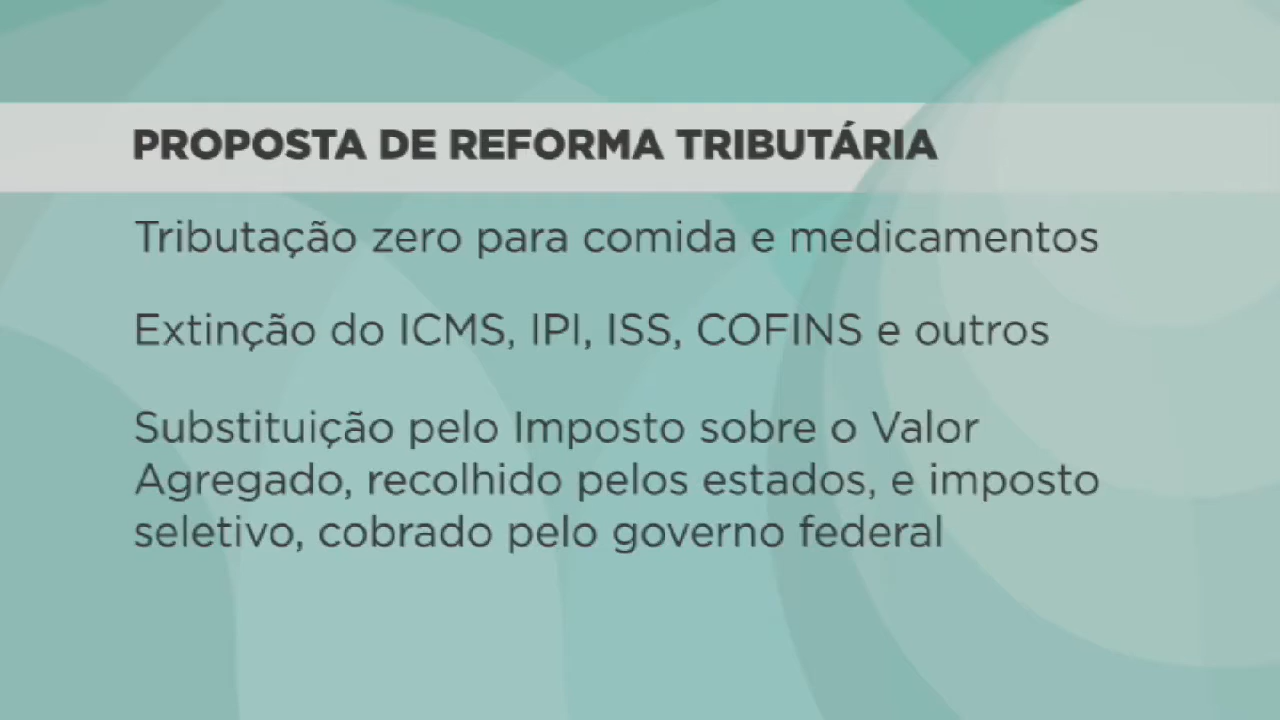 PROPOSTA DE REFORMA TRIBUTÁRIA
Tributação zero para comida e medicamentos
Extinção do ICMS, IPI, ISS, COFINS e outros
Substituição pelo Imposto sobre o Valor
Agregado, recolhido pelos estados, e imposto
seletivo, cobrado pelo governo federal